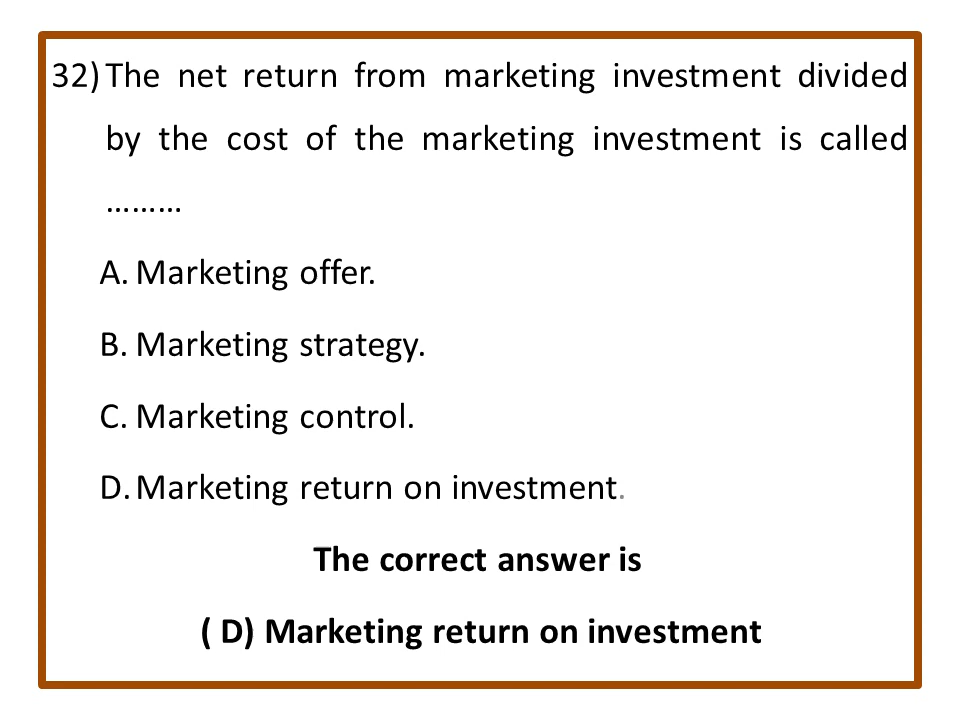 32) The net return from marketing investment divided
by the cost of the marketing investment is called
………
A. Marketing offer.
B. Marketing strategy.
C. Marketing control.
D. Marketing return on investment.
The correct answer is
( D) Marketing return on investment